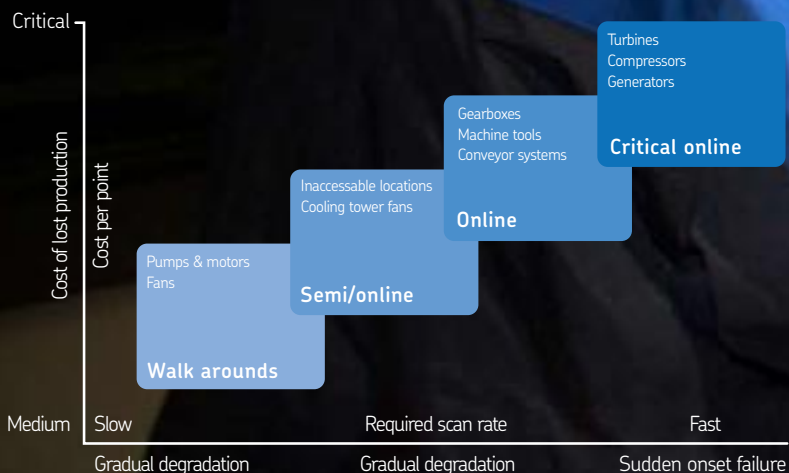 Critical
Turbines
Compressors
Generators
Critical online
Gearboxes
Machine tools
Conveyor systems
Online
Inaccessable locations
Cooling tower fans
Semi/online
Pumps & motors
Fans
Walk arounds
Cost of lost production
Cost per point
Medium
Slow
Required scan rate
Fast
Gradual degradation
Gradual degradation
Sudden onset failure